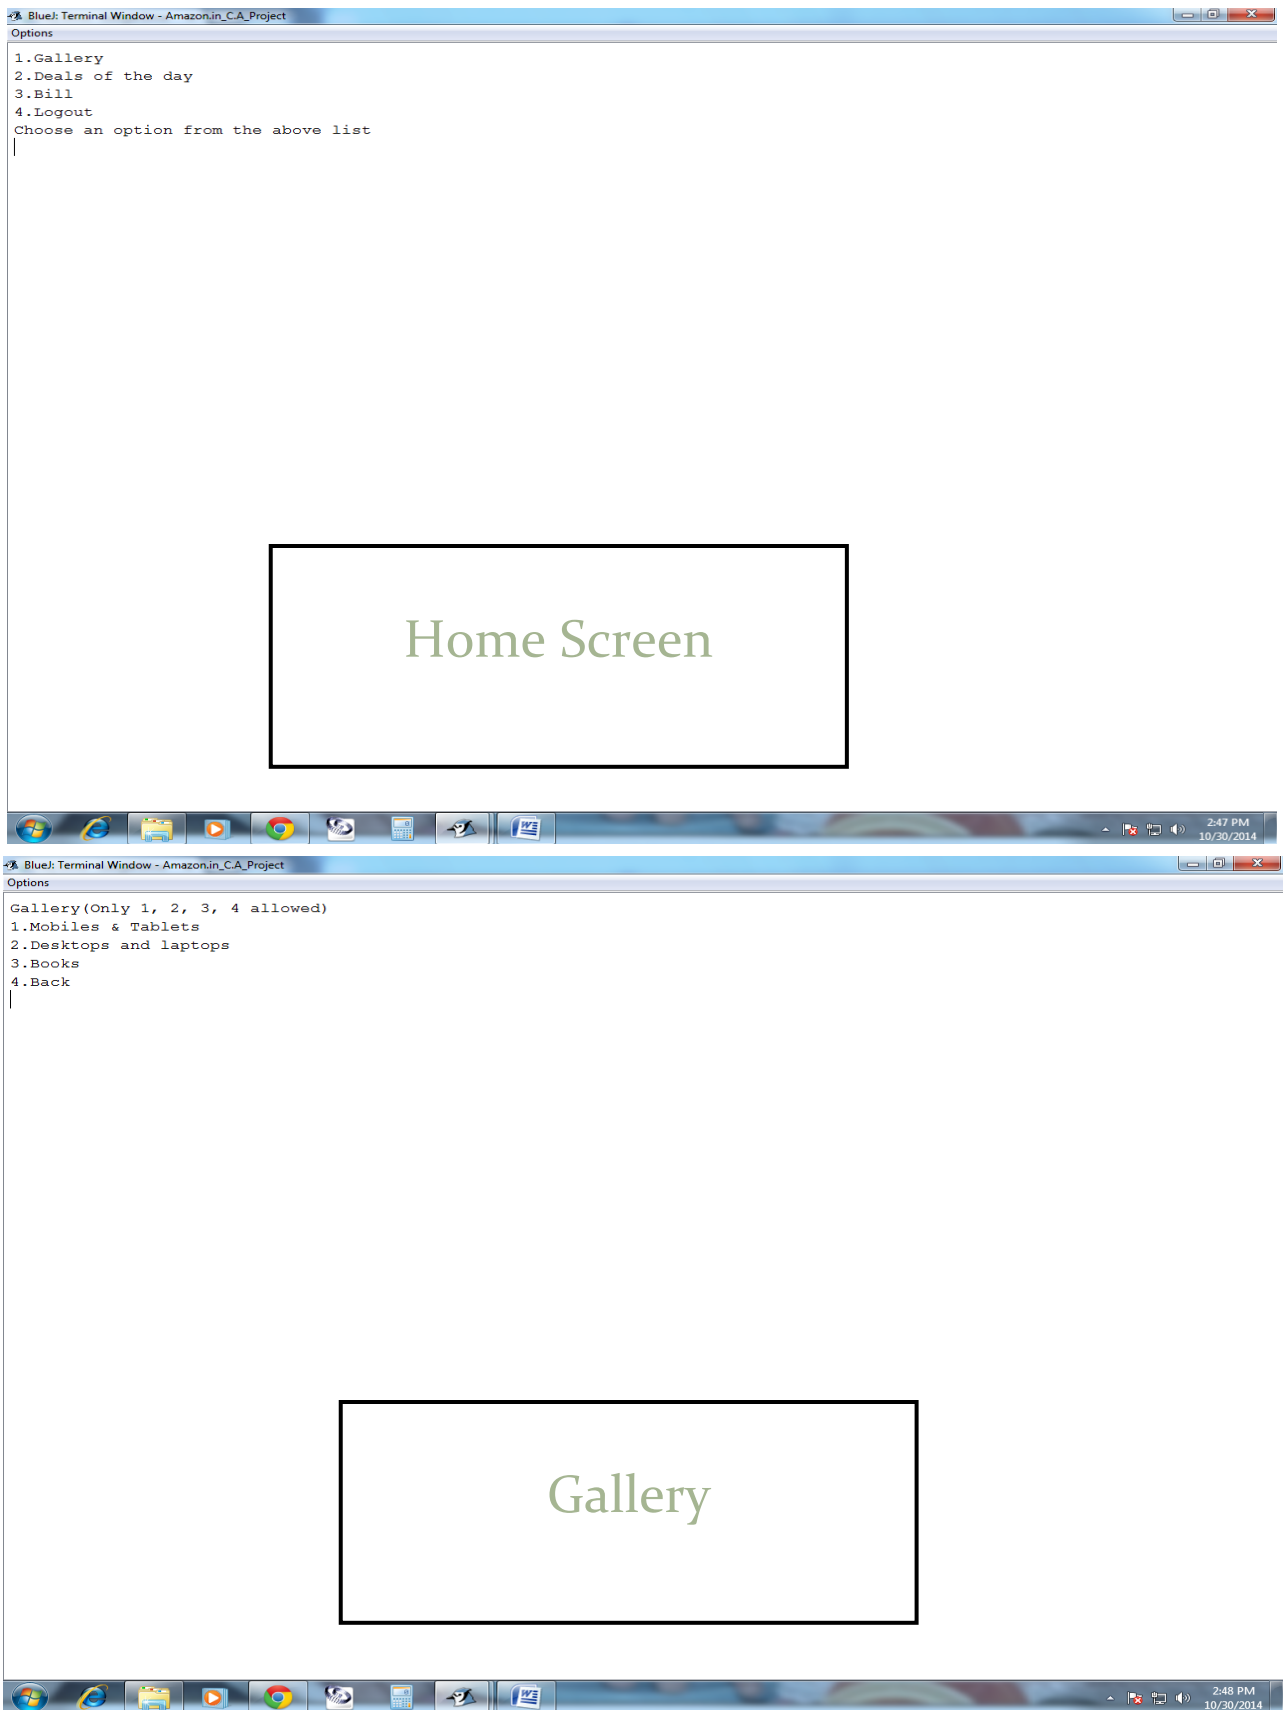 BlueJ: Terminal Window - Amazon.in_C.A_Project
Options
1.Gallery
2.Deals of the day
3.Bill
4.Logout
Choose an option from the above list
Home Screen
2:47 PM
10/30/2014
BlueJ: Terminal Window - Amazon.in_C.A_Project
Options
Gallery(Only 1, 2, 3, 4 allowed)
1.Mobiles & Tablets
2.Desktops and laptops
3.Books
4.Back
Gallery
2:48 PM
10/30/2014